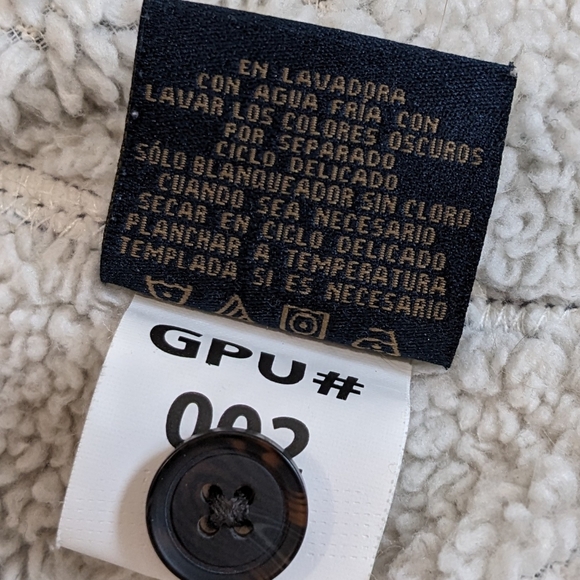 EN LAVADORA
CON AGUA FRÍA CON
LAVAR LOS COLORES OSCUROS
POR SEPARADO
CICLO DELICADO
SÓLO BLANQUEADOR SIN CLORO
CUANDO SEA NECESARIO
SECAR EN CICLO DELICADO
PLANCHAR A TEMPERATURA
TEMPLADA SI ES NECESARIO
GPU#
002